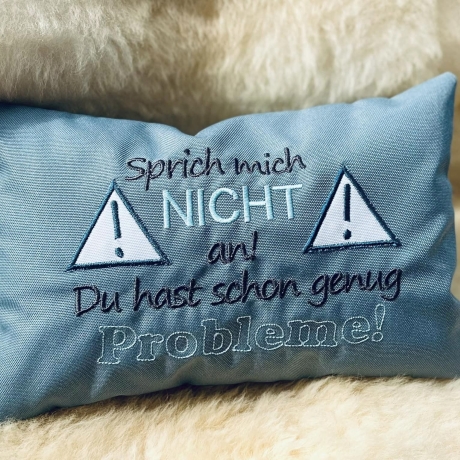 Sprich mich
NICHT
an!
Du hast schon genug
Probleme!